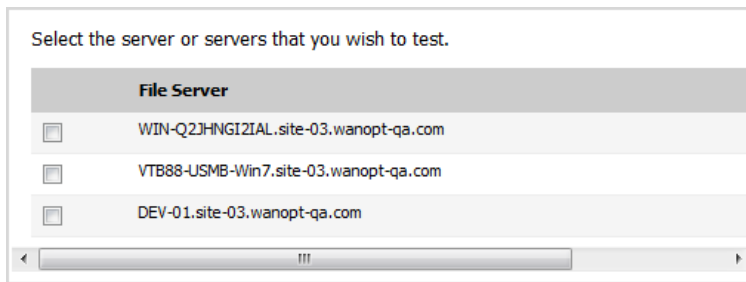 Select the server or servers that you wish to test.
File Server
WIN-Q2JHNGI2IAL.site-03.wanopt-qa.com
VTB88-USMB-Win7.site-03.wanopt-qa.com
DEV-01.site-03.wanopt-qa.com